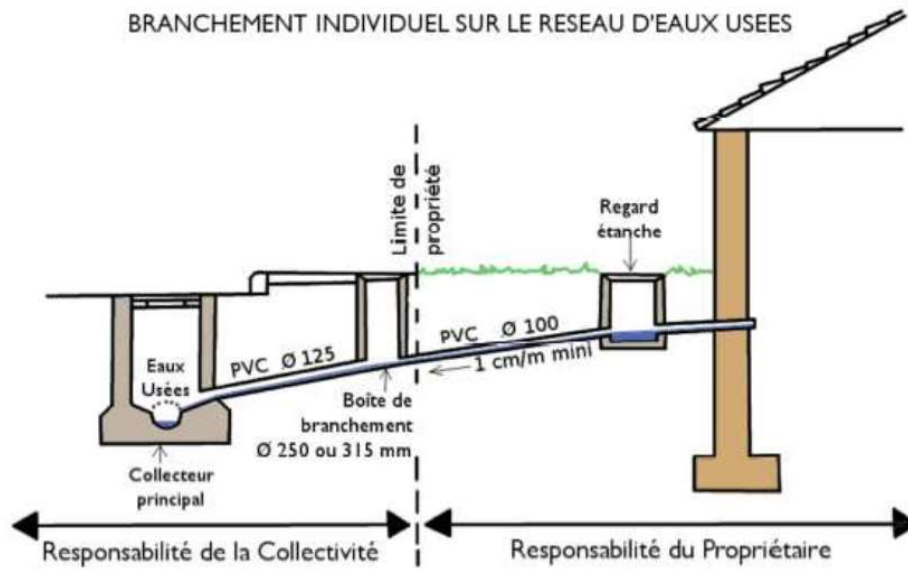 BRANCHEMENT INDIVIDUEL SUR LE RESEAU D'EAUX USEES
Limite de
propriété
Regard
étanche
PVC Ø 125
PVC Ø 100
1 cm/m mini
Eaux
Usées
Boîte de
branchement
Ø 250 ou 315 mm
Collecteur
principal
Responsabilité de la Collectivité
Responsabilité du Propriétaire